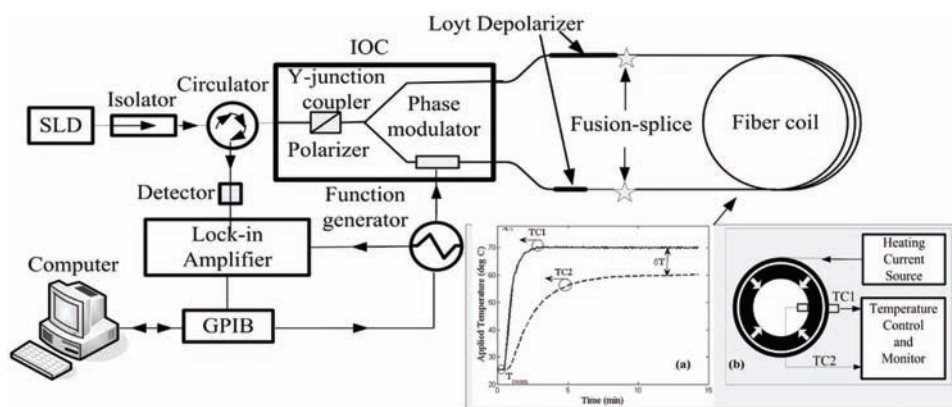 Loyt Depolarizer
IOC
Y-junction
coupler
Circulator
Phase
modulator
Isolator
SLD
Fusion-splice
Fiber coil
Polarizer
Detector
Function
generator
Lock-in
Amplifier
Computer
GPIB
TC1
TC2
δT
Applied Temperature (deg C)
70
60
50
40
30
20
T
(a)
0
5
10
15
Time (min)
Heating
Current
Source
TC1
Temperature
Control
and
Monitor
(b)
TC2